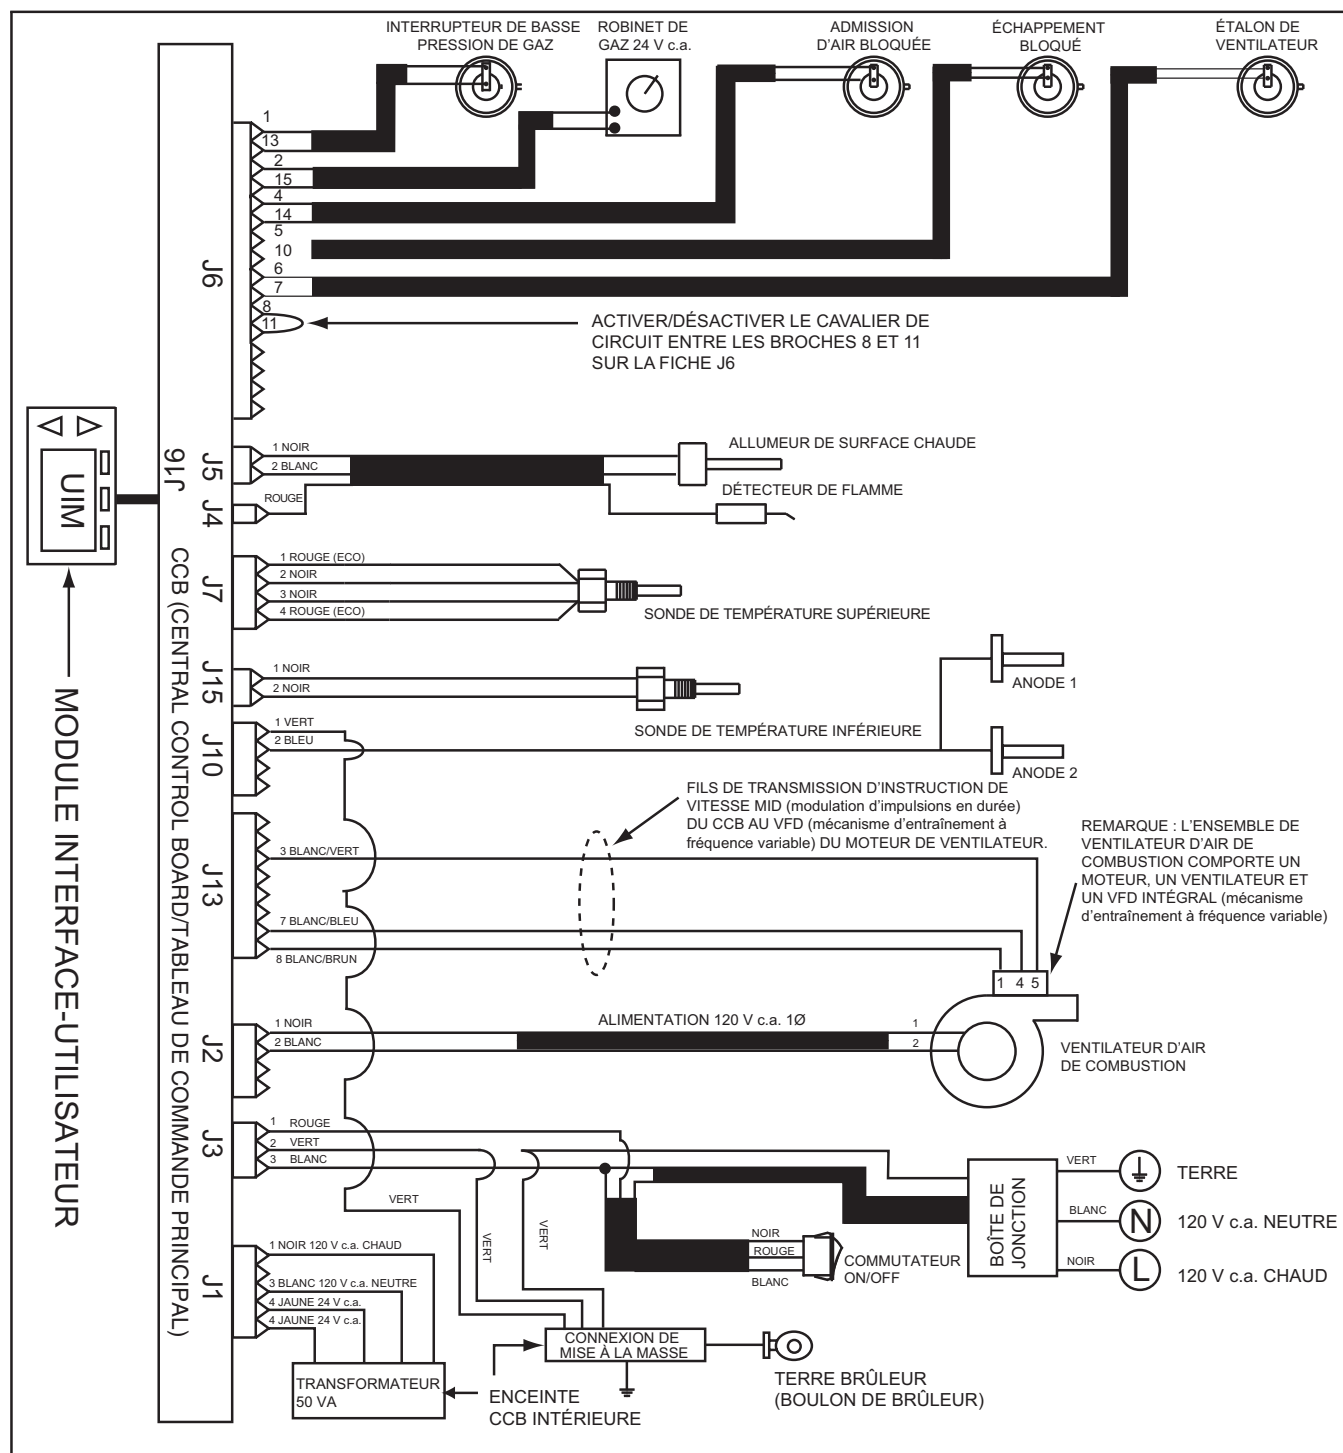 INTERRUPTEUR DE BASSE
PRESSION DE GAZ
ROBINET DE
GAZ 24 V c.a.
ADMISSION
D'AIR BLOQUÉE
ÉCHAPPEMENT
BLOQUÉ
ÉTALON DE
VENTILATEUR
1
13
2
15
4
14
5
10
6
7
8
11
J6
ACTIVER/DÉSACTIVER LE CAVALIER DE
CIRCUIT ENTRE LES BROCHES 8 ET 11
SUR LA FICHE J6
UIM
MODULE INTERFACE-UTILISATEUR
J16
CCB (CENTRAL CONTROL BOARD/TABLEAU DE COMMANDE PRINCIPAL)
J5
1 NOIR
2 BLANC
ALLUMEUR DE SURFACE CHAUDE
J4
ROUGE
DÉTECTEUR DE FLAMME
J7
1 ROUGE (ECO)
2 NOIR
3 NOIR
4 ROUGE (ECO)
SONDE DE TEMPÉRATURE SUPÉRIEURE
J15
1 NOIR
2 NOIR
SONDE DE TEMPÉRATURE INFÉRIEURE
J10
1 VERT
2 BLEU
ANODE 1
ANODE 2
FILS DE TRANSMISSION D'INSTRUCTION DE
VITESSE MID (modulation d'impulsions en durée)
DU CCB AU VFD (mécanisme d'entraînement à
fréquence variable) DU MOTEUR DE VENTILATEUR.
REMARQUE : L'ENSEMBLE DE
VENTILATEUR D'AIR DE
COMBUSTION COMPORTE UN
MOTEUR, UN VENTILATEUR ET
UN VFD INTÉGRAL (mécanisme
d'entraînement à fréquence variable)
J13
3 BLANC/VERT
7 BLANC/BLEU
8 BLANC/BRUN
1 4 5
J2
1 NOIR
2 BLANC
ALIMENTATION 120 V c.a. 1Ø
1
2
VENTILATEUR D'AIR
DE COMBUSTION
J3
1 ROUGE
2 VERT
3 BLANC
VERT
VERT
VERT
NOIR
ROUGE
BLANC
COMMUTATEUR
ON/OFF
BOÎTE DE
JONCTION
VERT
TERRE
BLANC
N
120 V c.a. NEUTRE
NOIR
L
120 V c.a. CHAUD
J1
1 NOIR 120 V c.a. CHAUD
3 BLANC 120 V c.a. NEUTRE
4 JAUNE 24 V c.a.
4 JAUNE 24 V c.a.
TRANSFORMATEUR
50 VA
CONNEXION DE
MISE À LA MASSE
ENCEINTE
CCB INTÉRIEURE
TERRE BRÛLEUR
(BOULON DE BRÛLEUR)